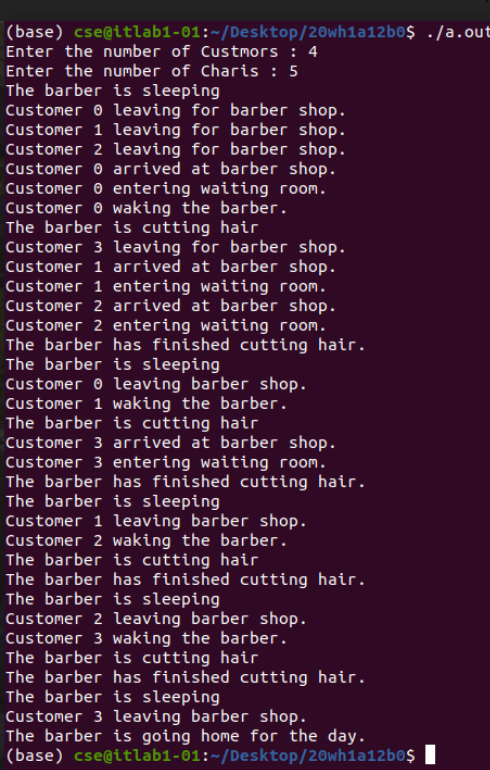 (base) cse@itlab1-01:~/Desktop/20wh1a12b0$ ./a.out
Enter the number of Custmors : 4
Enter the number of Charis : 5
The barber is sleeping
Customer 0 leaving for barber shop.
Customer 1 leaving for barber shop.
Customer 2 leaving for barber shop.
Customer 0 arrived at barber shop.
Customer 0 entering waiting room.
Customer 0 waking the barber.
The barber is cutting hair
Customer 3 leaving for barber shop.
Customer 1 arrived at barber shop.
Customer 1 entering waiting room.
Customer 2 arrived at barber shop.
Customer 2 entering waiting room.
The barber has finished cutting hair.
The barber is sleeping
Customer 0 leaving barber shop.
Customer 1 waking the barber.
The barber is cutting hair
Customer 3 arrived at barber shop.
Customer 3 entering waiting room.
The barber has finished cutting hair.
The barber is sleeping
Customer 1 leaving barber shop.
Customer 2 waking the barber.
The barber is cutting hair
The barber has finished cutting hair.
The barber is sleeping
Customer 2 leaving barber shop.
Customer 3 waking the barber.
The barber is cutting hair
The barber has finished cutting hair.
The barber is sleeping
Customer 3 leaving barber shop.
The barber is going home for the day.
(base) cse@itlab1-01:~/Desktop/20wh1a12b0$